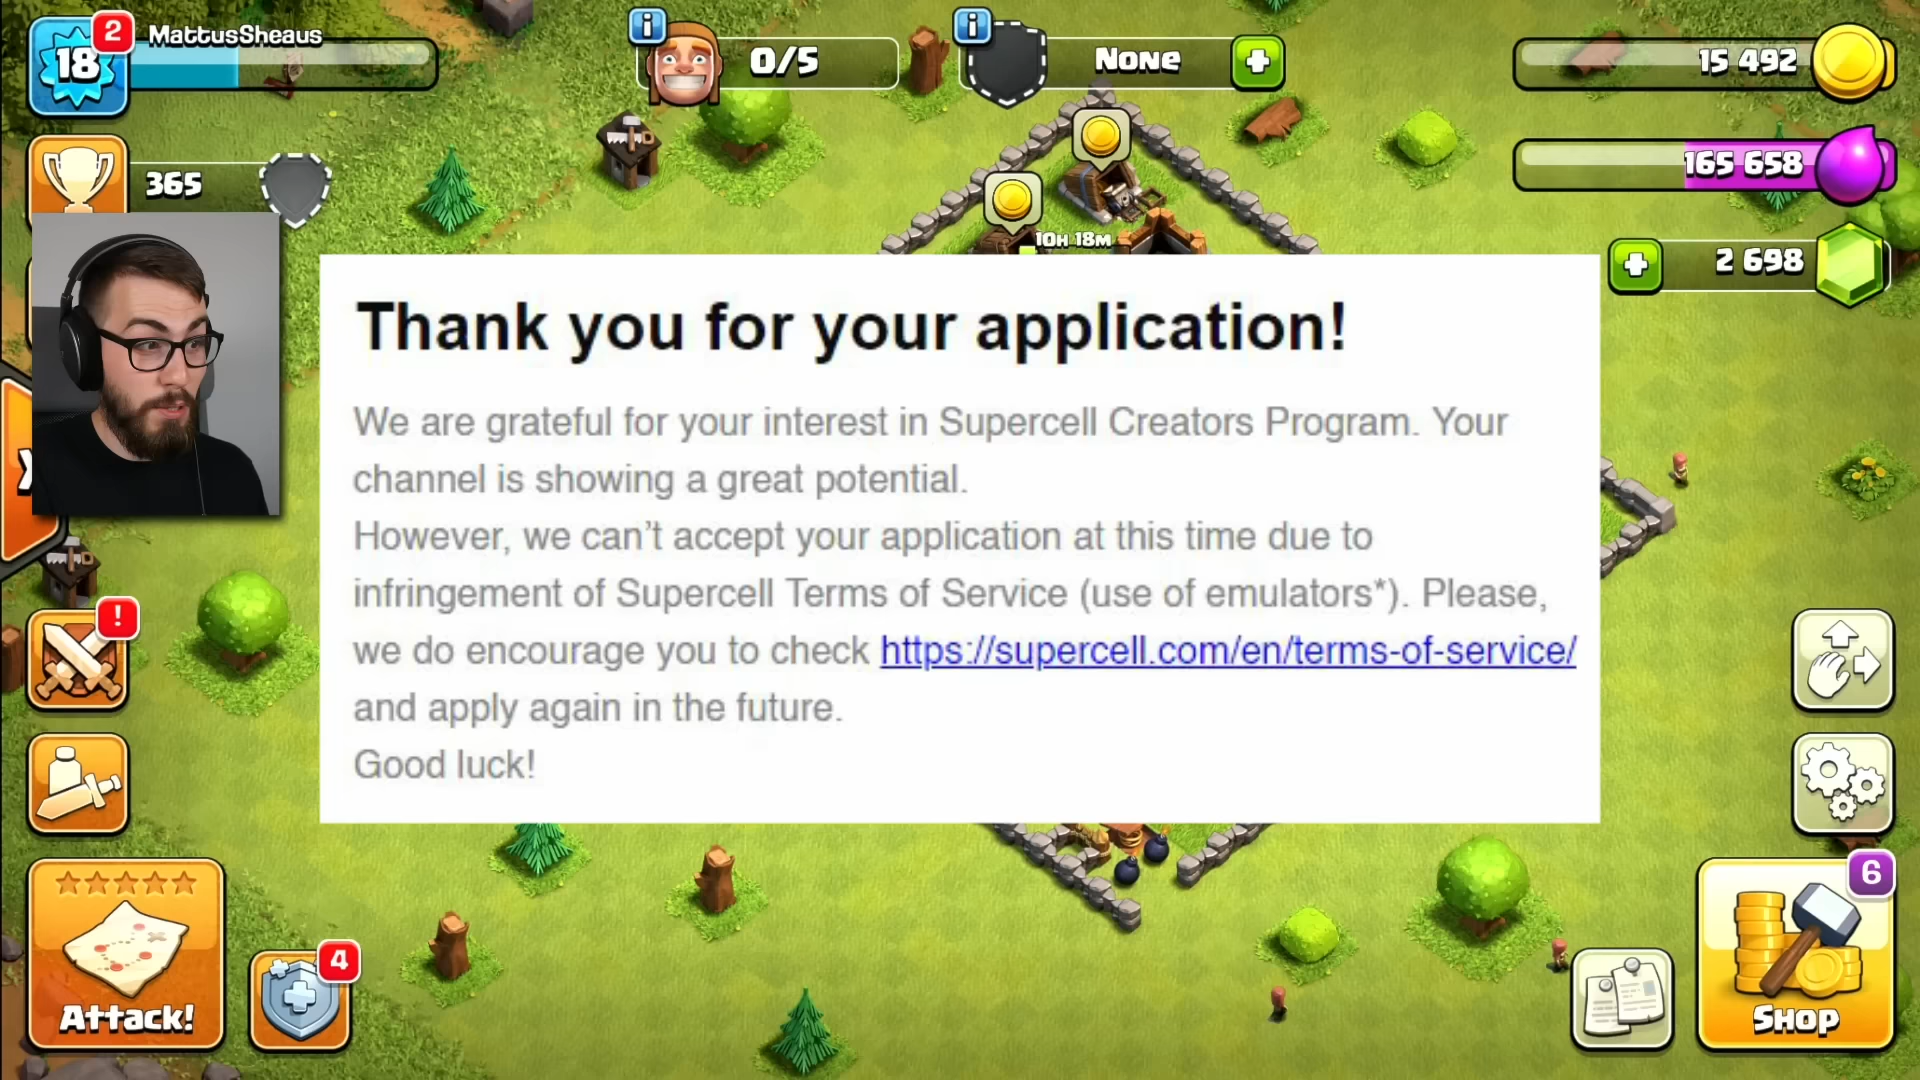 18
2
MattusSheaus
i
0/5
i
None
15 492
365
165 658
10H 18M
2 698
Thank you for your application!
We are grateful for your interest in Supercell Creators Program. Your
channel is showing a great potential.
However, we can't accept your application at this time due to
infringement of Supercell Terms of Service (use of emulators*). Please,
we do encourage you to check https://supercell.com/en/terms-of-service/
and apply again in the future.
Good luck!
!
6
4
Attack!
Shop